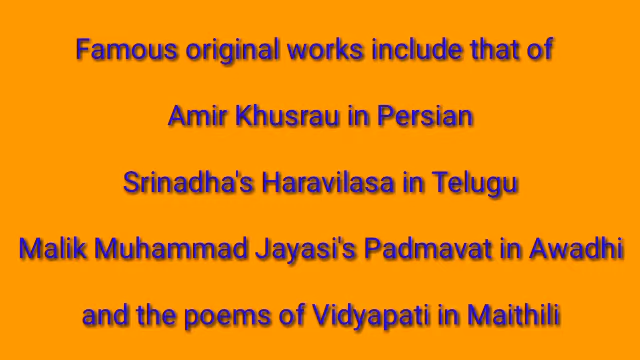 Famous original works include that of
Amir Khusrau in Persian
Srinadha's Haravilasa in Telugu
Malik Muhammad Jayasi's Padmavat in Awadhi
and the poems of Vidyapati in Maithili